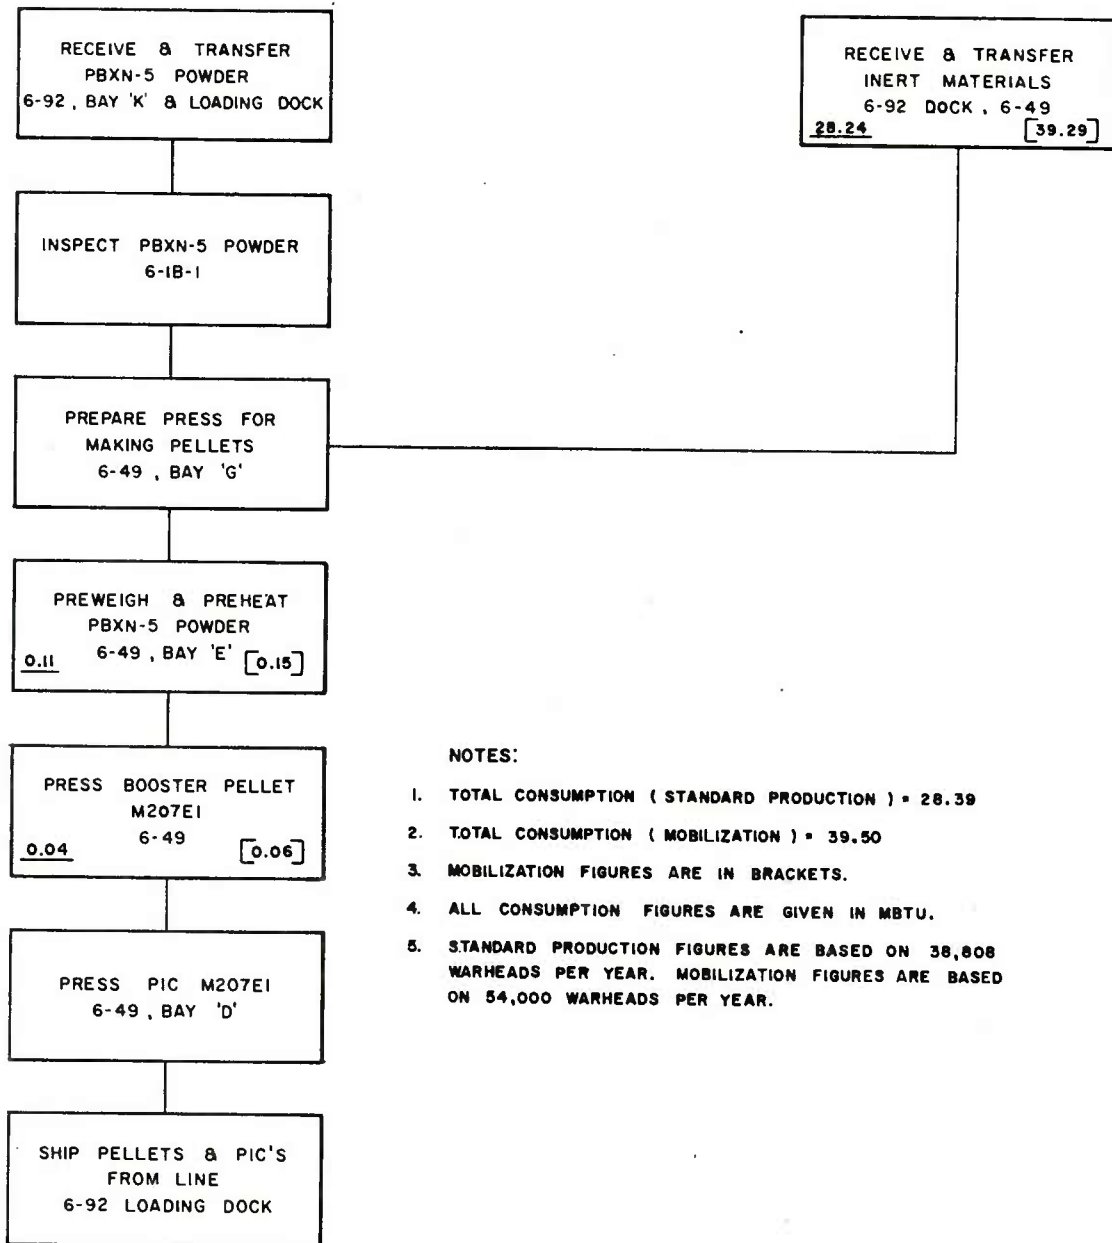 RECEIVE & TRANSFER
PBXN-5 POWDER
6-92, BAY 'K' & LOADING DOCK
RECEIVE & TRANSFER
INERT MATERIALS
6-92 DOCK, 6-49
28.24 [39.29]
INSPECT PBXN-5 POWDER
6-1B-1
PREPARE PRESS FOR
MAKING PELLETS
6-49, BAY 'G'
PREWEIGH & PREHEAT
PBXN-5 POWDER
6-49, BAY 'E'
0.11 [0.15]
PRESS BOOSTER PELLET
M207E1
6-49
0.04 [0.06]
PRESS PIC M207E1
6-49, BAY 'D'
SHIP PELLETS & PIC'S
FROM LINE
6-92 LOADING DOCK
NOTES:
1. TOTAL CONSUMPTION (STANDARD PRODUCTION) = 28.39
2. TOTAL CONSUMPTION (MOBILIZATION) = 39.50
3. MOBILIZATION FIGURES ARE IN BRACKETS.
4. ALL CONSUMPTION FIGURES ARE GIVEN IN MBTU.
5. STANDARD PRODUCTION FIGURES ARE BASED ON 38,808
WARHEADS PER YEAR. MOBILIZATION FIGURES ARE BASED
ON 54,000 WARHEADS PER YEAR.